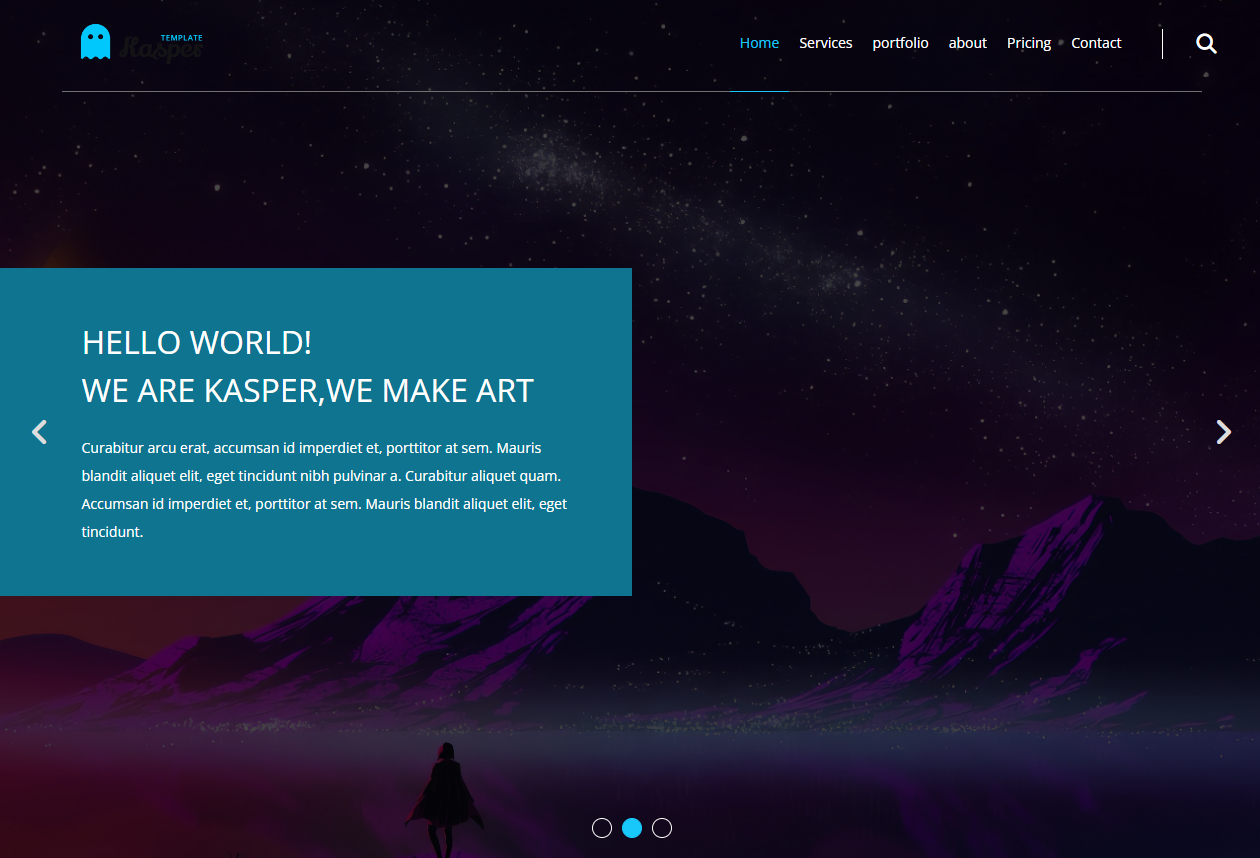 TEMPLATE
Kasper
Home Services portfolio about Pricing Contact
HELLO WORLD!
WE ARE KASPER,WE MAKE ART
Curabitur arcu erat, accumsan id imperdiet et, porttitor at sem. Mauris
blandit aliquet elit, eget tincidunt nibh pulvinar a. Curabitur aliquet quam.
Accumsan id imperdiet et, porttitor at sem. Mauris blandit aliquet elit, eget
tincidunt.